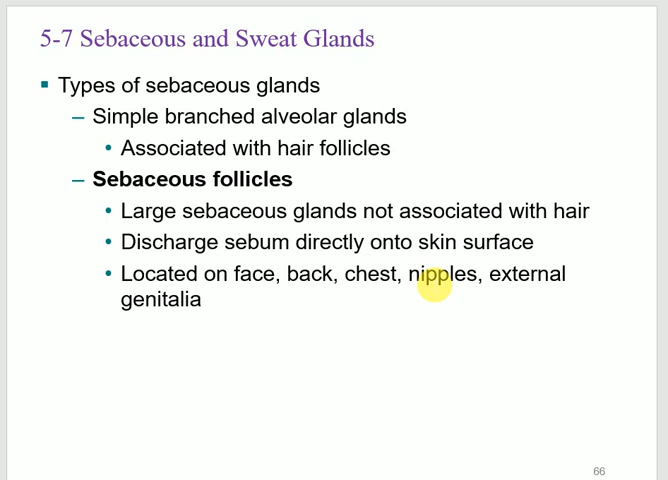 5-7 Sebaceous and Sweat Glands
▪ Types of sebaceous glands
– Simple branched alveolar glands
• Associated with hair follicles
– Sebaceous follicles
• Large sebaceous glands not associated with hair
• Discharge sebum directly onto skin surface
• Located on face, back, chest, nipples, external
genitalia
66